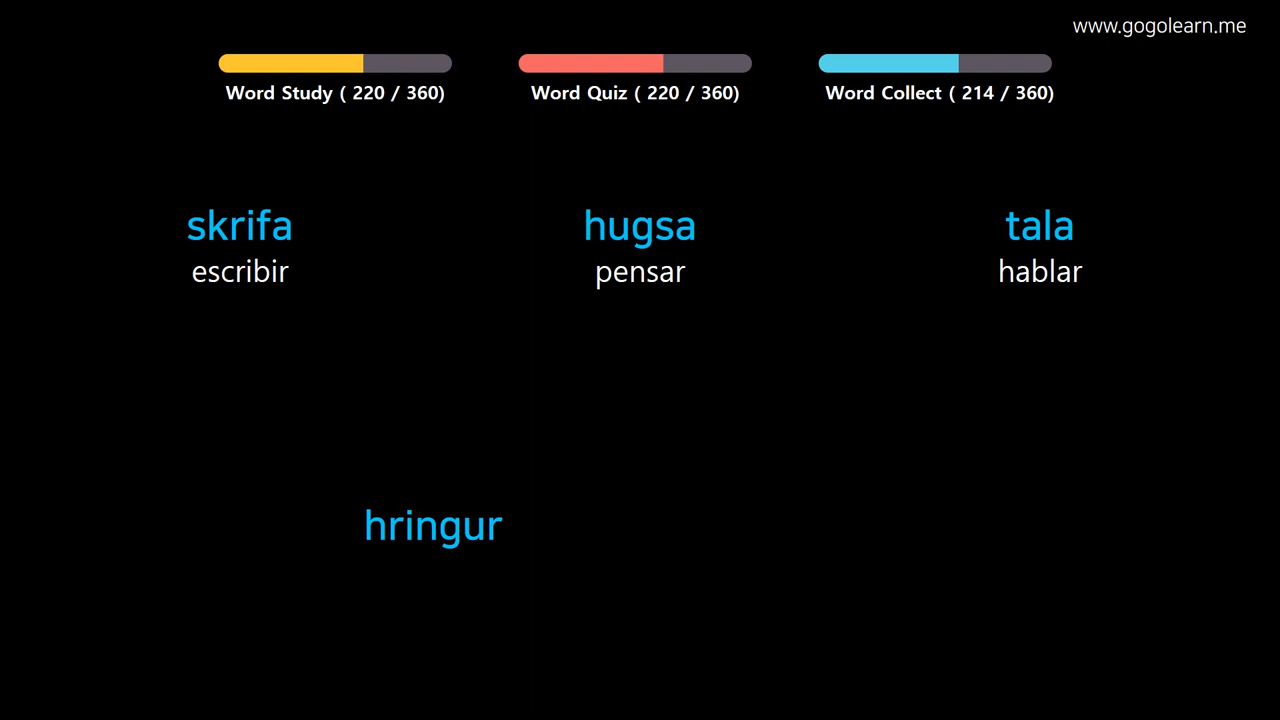 www.gogolearn.me
Word Study ( 220 / 360)
Word Quiz ( 220 / 360)
Word Collect ( 214 / 360)
skrifa
escribir
hugsa
pensar
tala
hablar
hringur